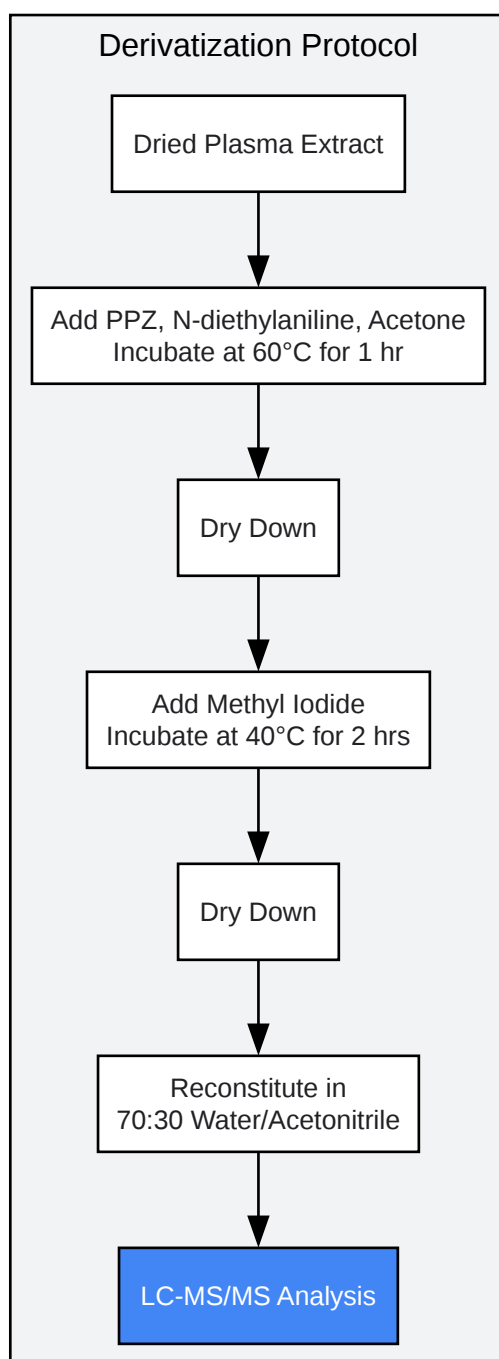 Derivatization Protocol
Dried Plasma Extract
Add PPZ, N-diethylaniline, Acetone
Incubate at 60°C for 1 hr
Dry Down
Add Methyl Iodide
Incubate at 40°C for 2 hrs
Dry Down
Reconstitute in
70:30 Water/Acetonitrile
LC-MS/MS Analysis